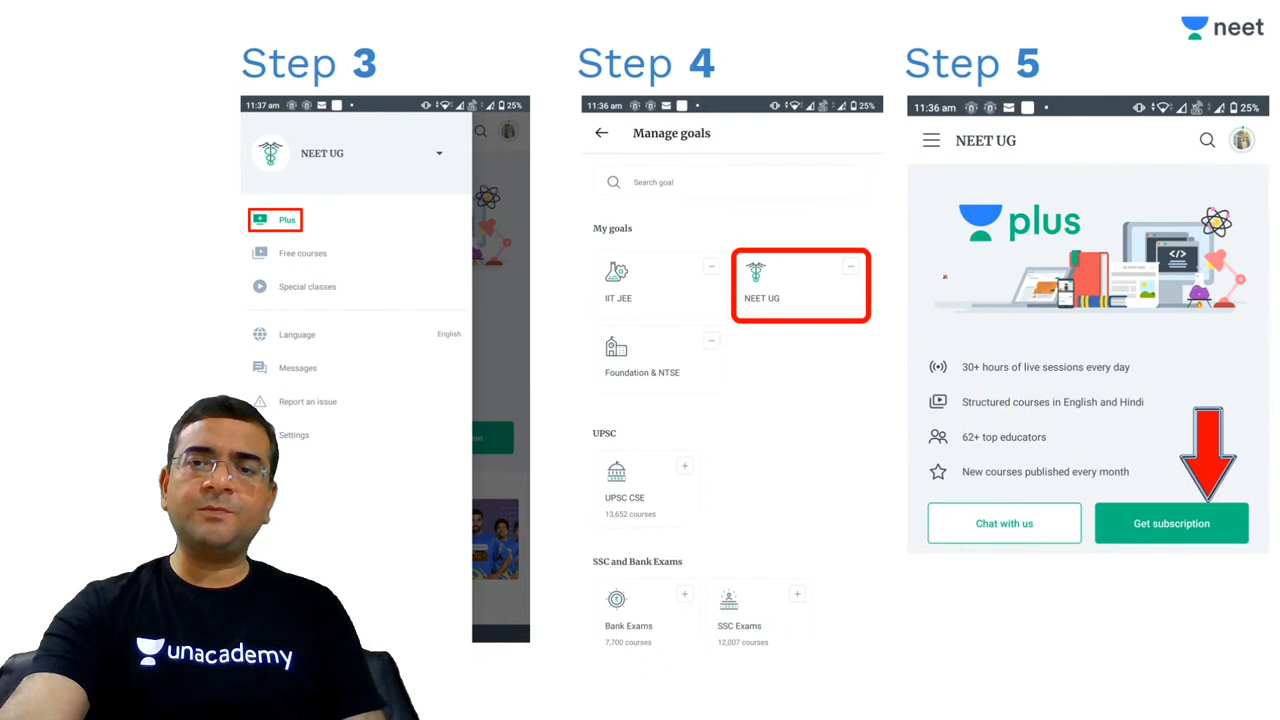 neet
Step 3
11:37 am
25%
NEET UG
Plus
Free courses
Special classes
Language
English
Messages
Report an issue
Settings
unacademy
Step 4
11:36 am
25%
Manage goals
Search goal
My goals
IIT JEE
NEET UG
Foundation & NTSE
UPSC
UPSC CSE
13,652 courses
SSC and Bank Exams
Bank Exams
7,700 courses
SSC Exams
12,007 courses
Step 5
11:36 am
25%
NEET UG
plus
30+ hours of live sessions every day
Structured courses in English and Hindi
62+ top educators
New courses published every month
Chat with us
Get subscription